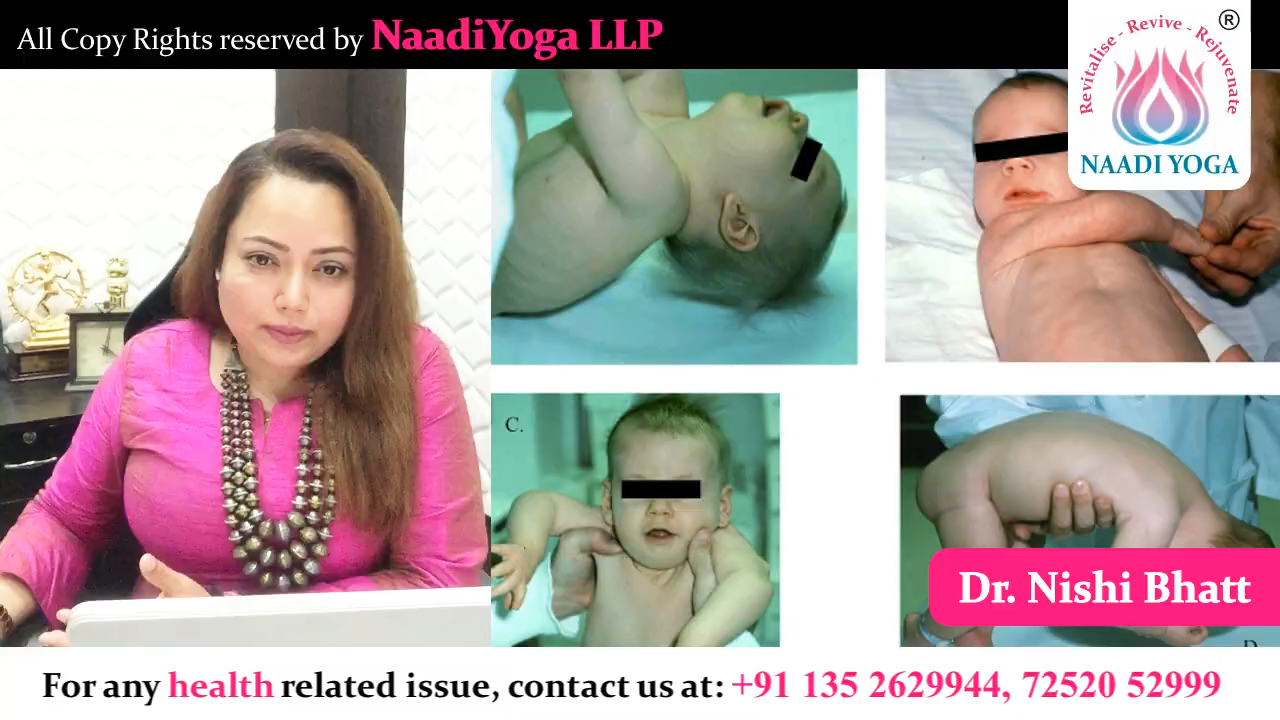 All Copy Rights reserved by NaadiYoga LLP
®
Revitalise - Revive - Rejuvenate
NAADI YOGA
C.
Dr. Nishi Bhatt
For any health related issue, contact us at: +91 135 2629944, 72520 52999